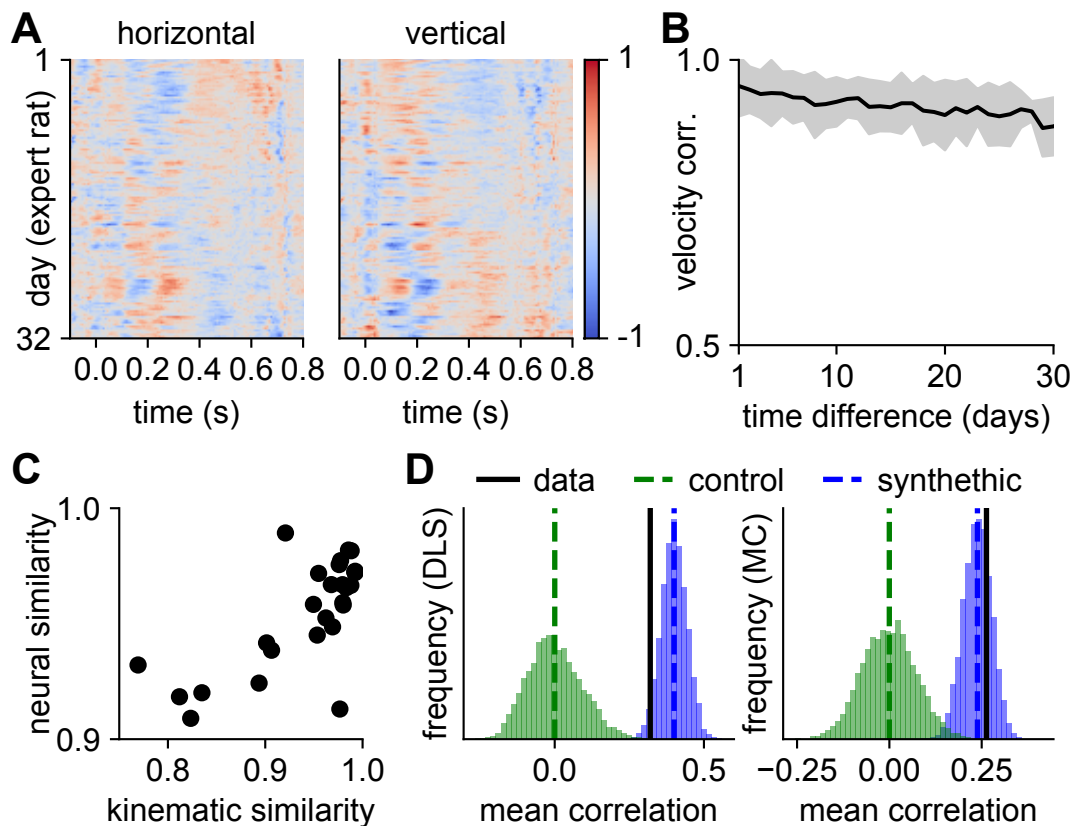 A
horizontal
vertical
day (expert rat)
1
32
0.0 0.2 0.4 0.6 0.8
time (s)
0.0 0.2 0.4 0.6 0.8
time (s)
1
-1
B
velocity corr.
1.0
0.5
1 10 20 30
time difference (days)
C
neural similarity
1.0
0.9
0.8 0.9 1.0
kinematic similarity
D
data
control
synthethic
frequency (DLS)
0.0 0.5
mean correlation
frequency (MC)
−0.25 0.00 0.25
mean correlation